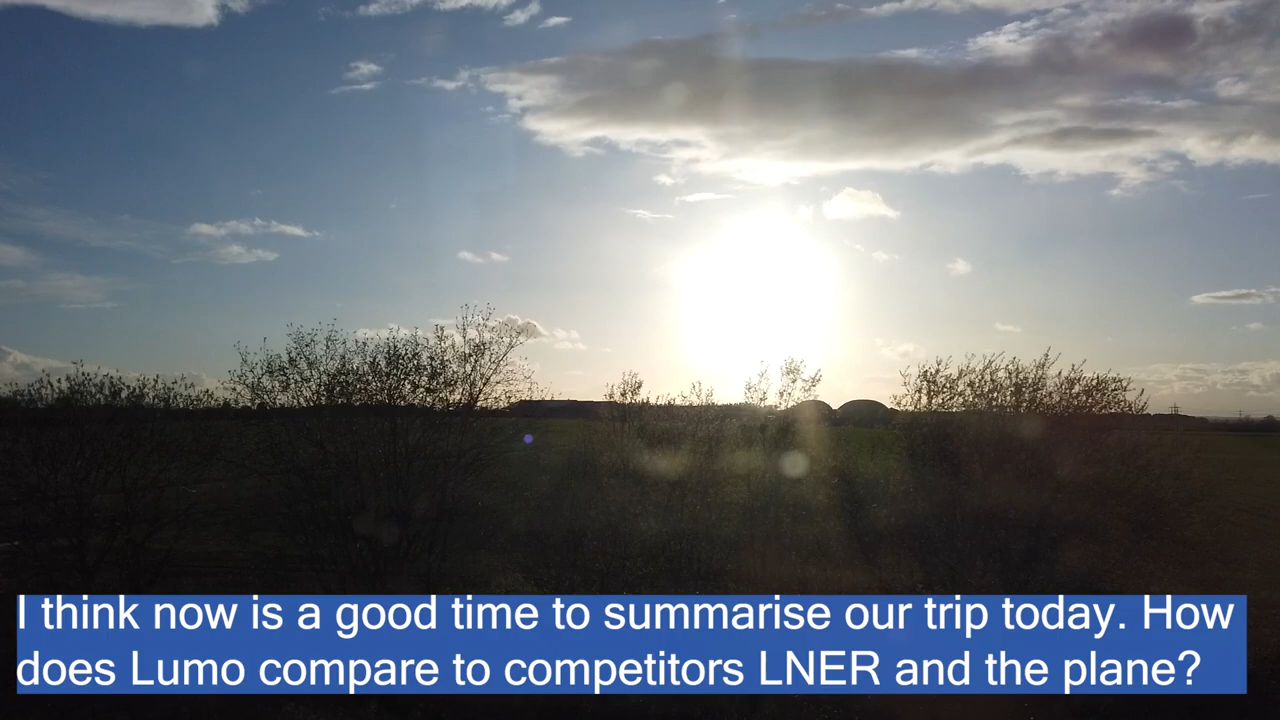 I think now is a good time to summarise our trip today. How
does Lumo compare to competitors LNER and the plane?